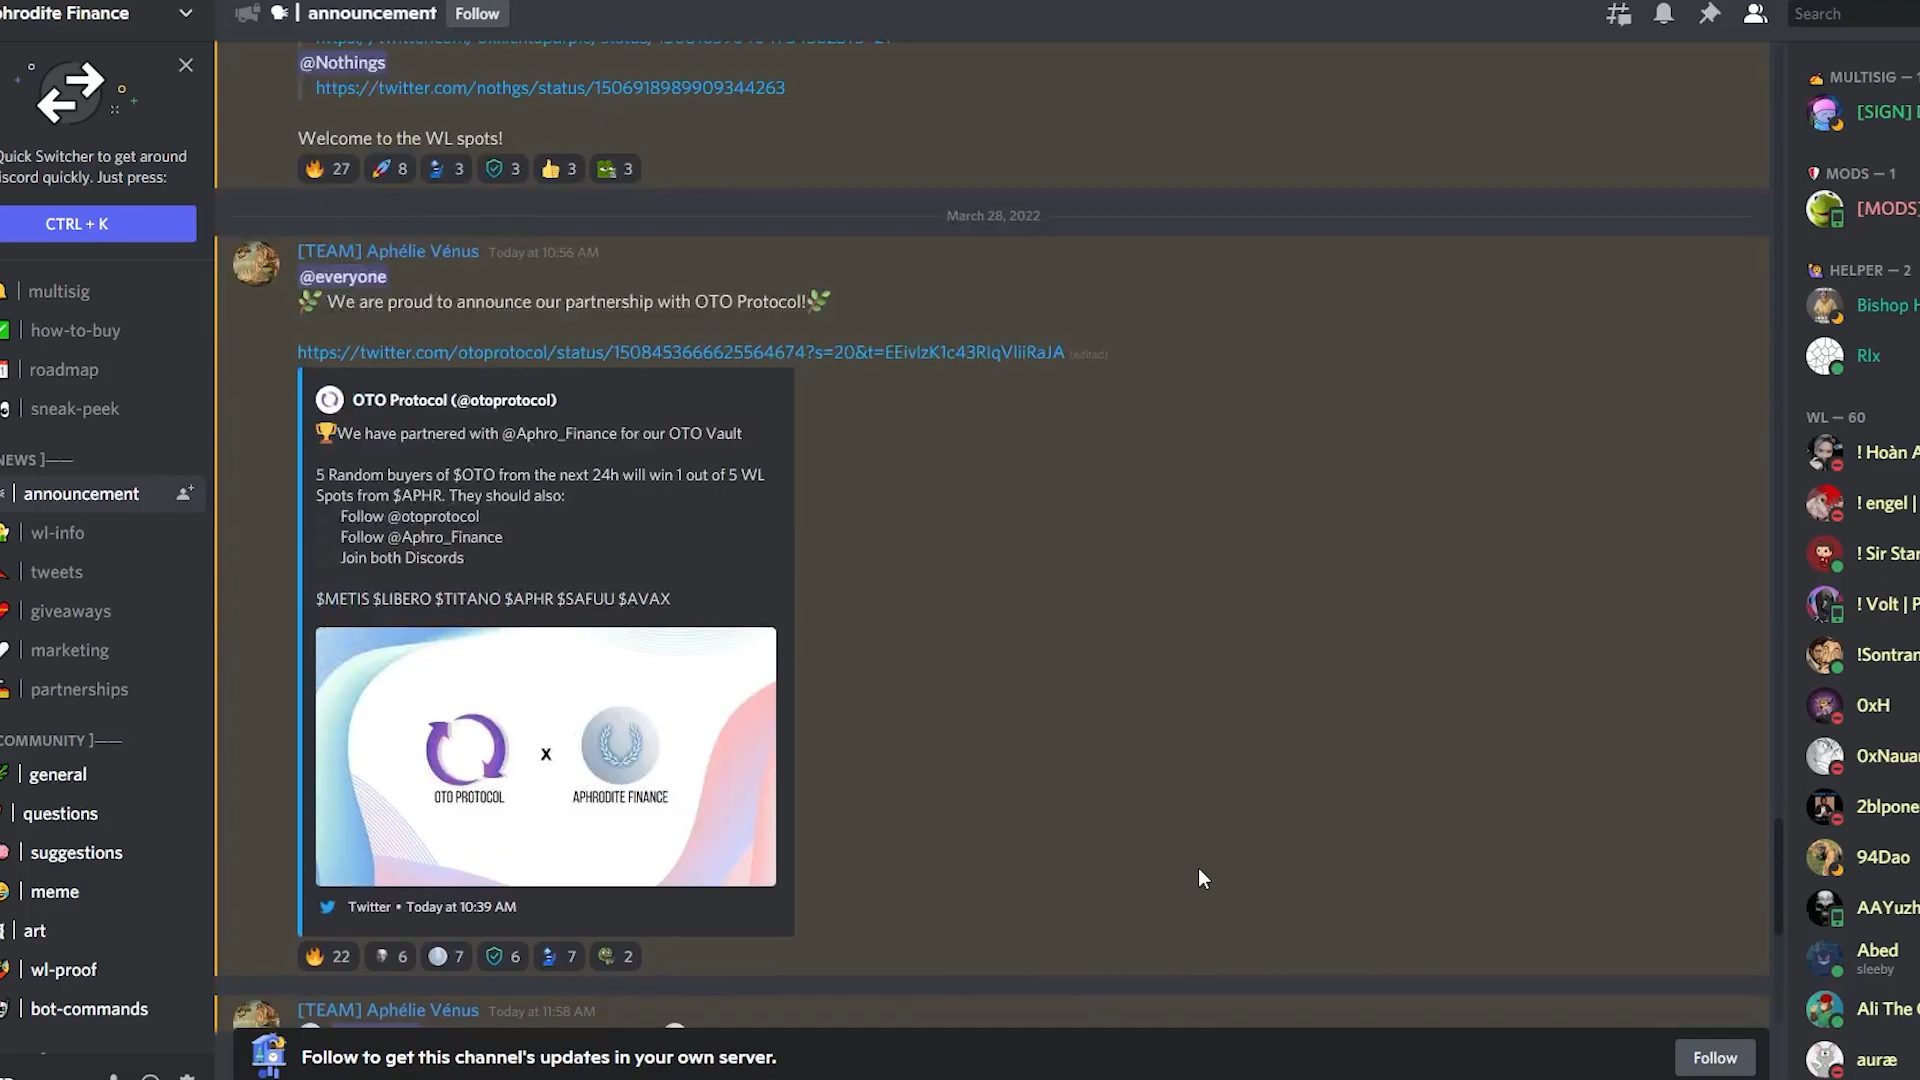 hrodite Finance
| announcement
Follow
Search
Quick Switcher to get around
iscord quickly. Just press:
CTRL + K
| multisig
| how-to-buy
| roadmap
| sneak-peek
NEWS ]——
announcement
| wl-info
| tweets
| giveaways
| marketing
| partnerships
COMMUNITY ]——
| general
| questions
| suggestions
| meme
| art
| wl-proof
| bot-commands
@Nothings
https://twitter.com/nothgs/status/1506918989909344263
Welcome to the WL spots!
27 8 3 3 3 3
March 28, 2022
[TEAM] Aphélie Vénus Today at 10:56 AM
@everyone
We are proud to announce our partnership with OTO Protocol!
https://twitter.com/otoprotocol/status/1508453666625564674?s=20&t=EEivlzK1c43RIqVliiRaJA (edited)
OTO Protocol (@otoprotocol)
We have partnered with @Aphro_Finance for our OTO Vault
5 Random buyers of $OTO from the next 24h will win 1 out of 5 WL
Spots from $APHR. They should also:
Follow @otoprotocol
Follow @Aphro_Finance
Join both Discords
$METIS $LIBERO $TITANO $APHR $SAFUU $AVAX
OTO PROTOCOL
X
APHRODITE FINANCE
Twitter • Today at 10:39 AM
22 6 7 6 7 2
[TEAM] Aphélie Vénus Today at 11:58 AM
Follow to get this channel's updates in your own server.
Follow
MULTISIG —
[SIGN]
MODS — 1
[MODS]
HELPER — 2
Bishop
Rlx
WL — 60
! Hoàn
! engel |
! Sir Star
! Volt |
!Sontran
0xH
0xNauar
2blpone
94Dao
AAYuzh
Abed
sleeby
Ali The
auræ